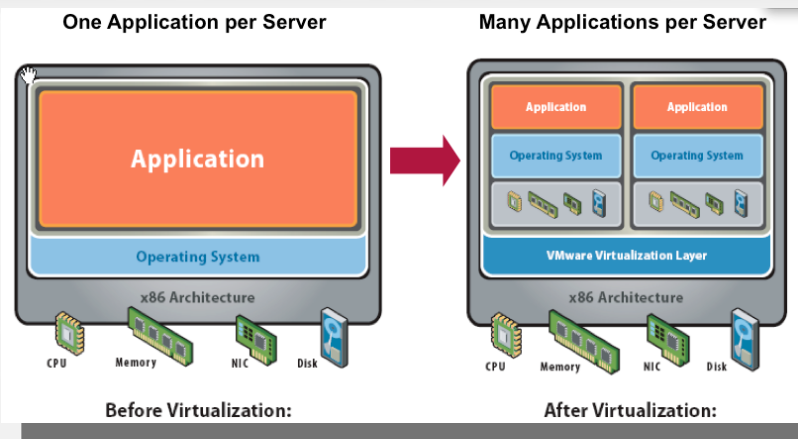 One Application per Server
Many Applications per Server
Application
Operating System
x86 Architecture
CPU
Memory
NIC
Disk
Before Virtualization:
Application
Application
Operating System
Operating System
VMware Virtualization Layer
x86 Architecture
CPU
Memory
NIC
Disk
After Virtualization: